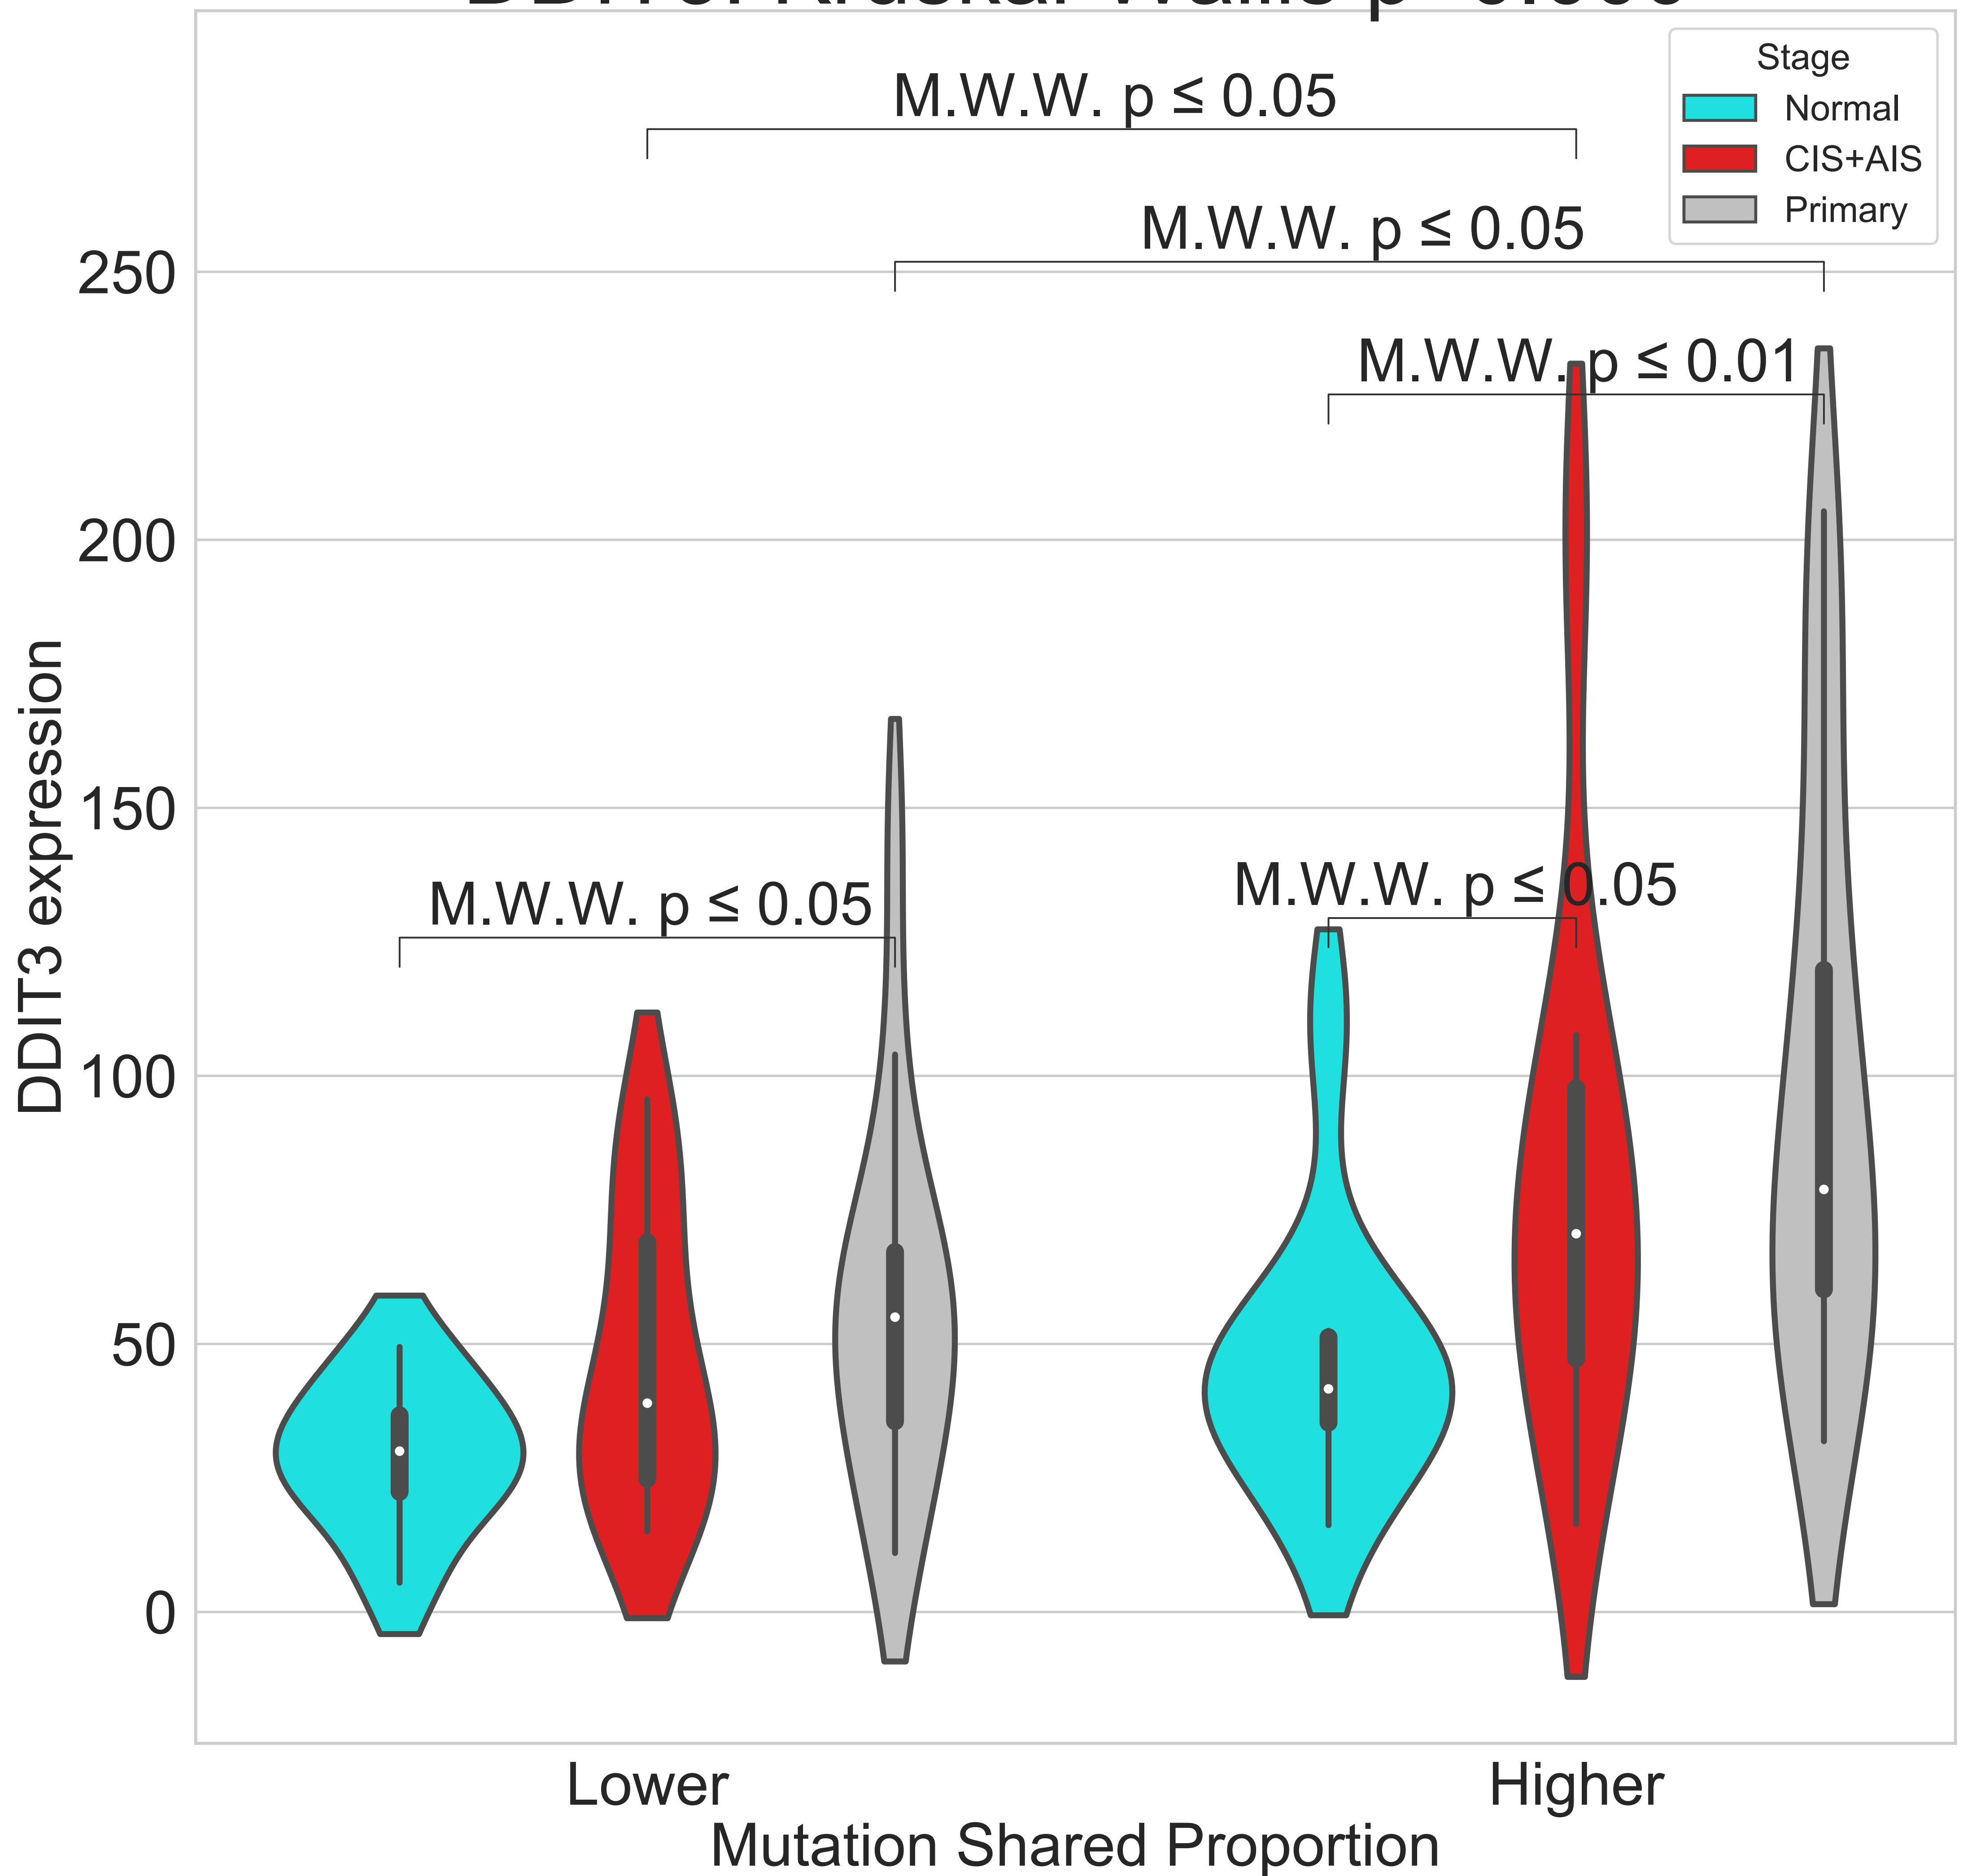 Stage
Normal
CIS+AIS
Primary
M.W.W. p ≤ 0.05
M.W.W. p ≤ 0.05
M.W.W. p ≤ 0.01
M.W.W. p ≤ 0.05
M.W.W. p ≤ 0.05
250
200
150
100
50
0
DDIT3 expression
Lower
Higher
Mutation Shared Proportion